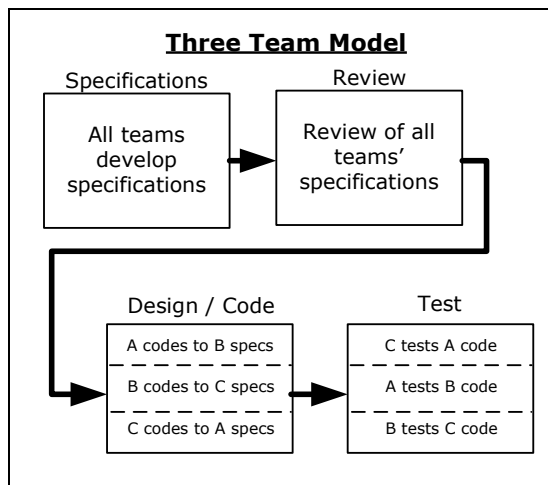 Three Team Model
Specifications
Review
All teams
develop
specifications
Review of all
teams’
specifications
Design / Code
Test
A codes to B specs
B codes to C specs
C codes to A specs
C tests A code
A tests B code
B tests C code